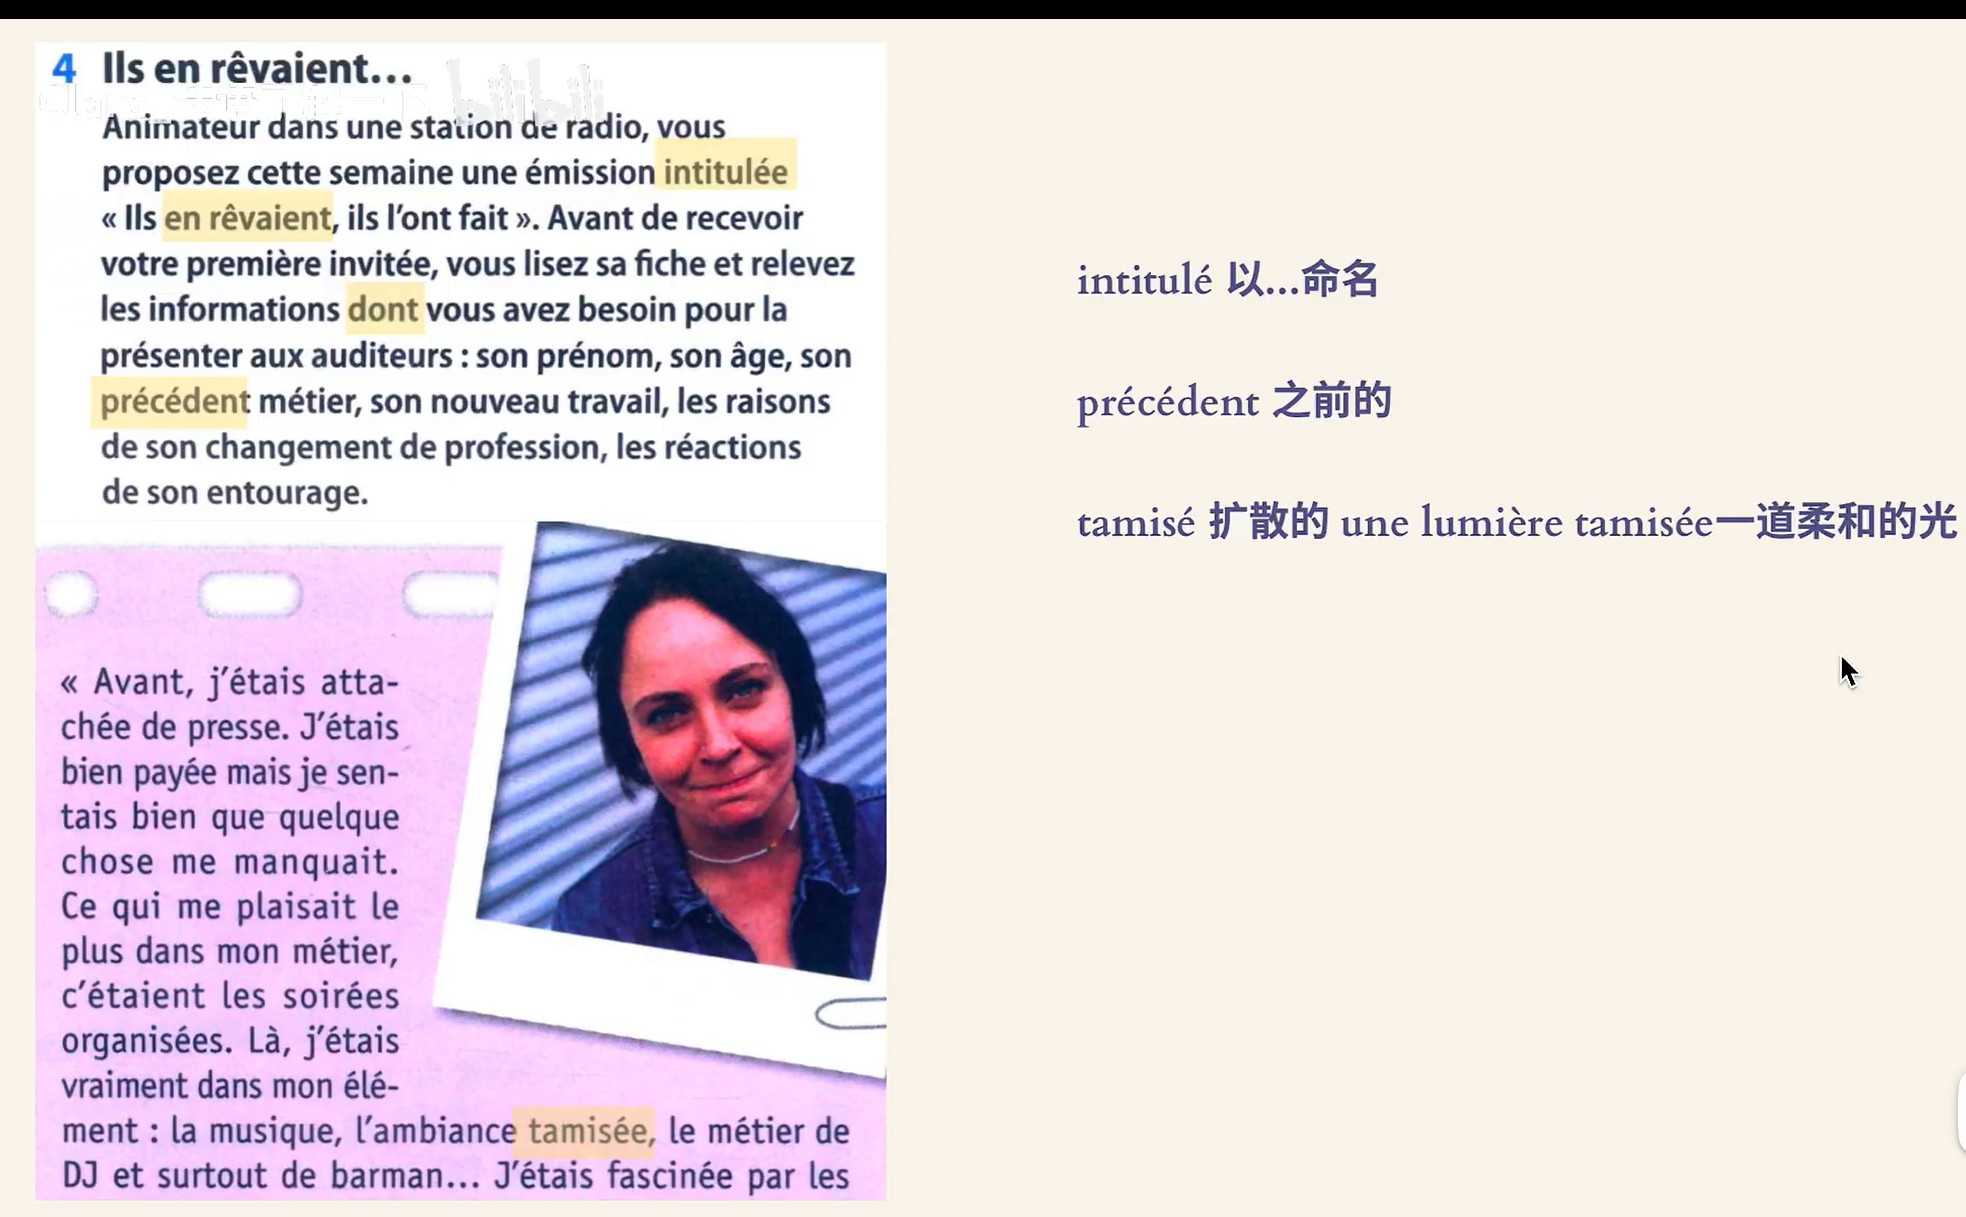 4 Ils en rêvaient...
bilibili
Animateur dans une station de radio, vous
proposez cette semaine une émission intitulée
« Ils en rêvaient, ils l'ont fait ». Avant de recevoir
votre première invitée, vous lisez sa fiche et relevez
les informations dont vous avez besoin pour la
présenter aux auditeurs : son prénom, son âge, son
précédent métier, son nouveau travail, les raisons
de son changement de profession, les réactions
de son entourage.
« Avant, j'étais atta-
chée de presse. J'étais
bien payée mais je sen-
tais bien que quelque
chose me manquait.
Ce qui me plaisait le
plus dans mon métier,
c'étaient les soirées
organisées. Là, j'étais
vraiment dans mon élé-
ment : la musique, l'ambiance tamisée, le métier de
DJ et surtout de barman... J'étais fascinée par les
intitulé 以...命名
précédent 之前的
tamisé 扩散的 une lumière tamisée一道柔和的光